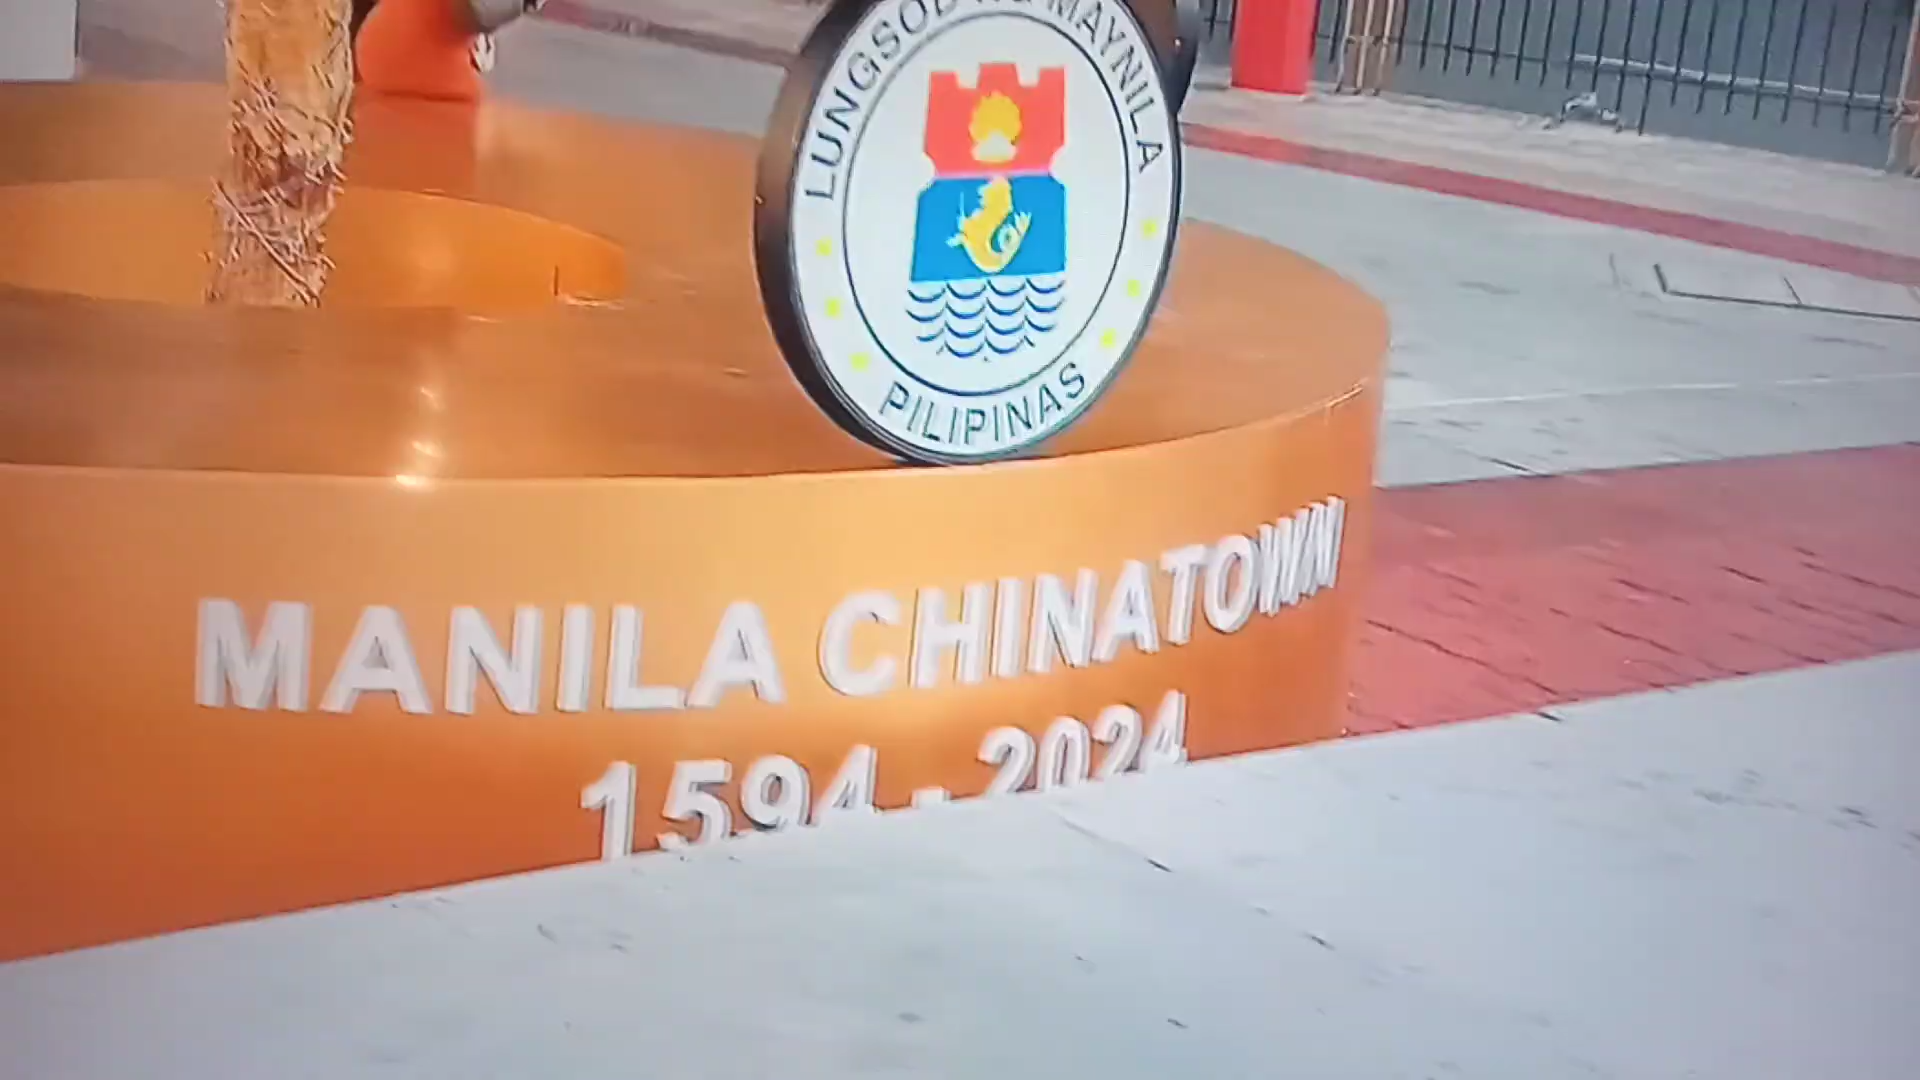 LUNGSOD NG MAYNILA
PILIPINAS
MANILA CHINATOWN
1594 - 2024